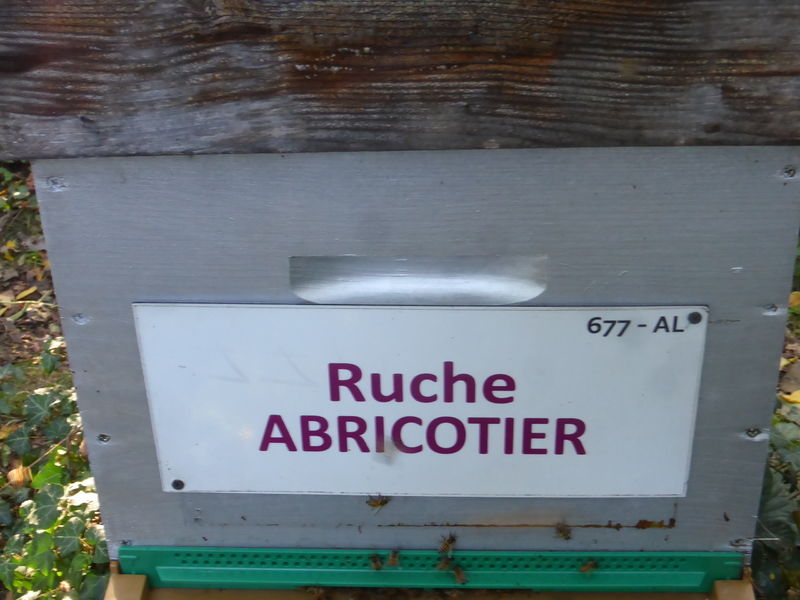 677 - AL
Ruche
ABRICOTIER